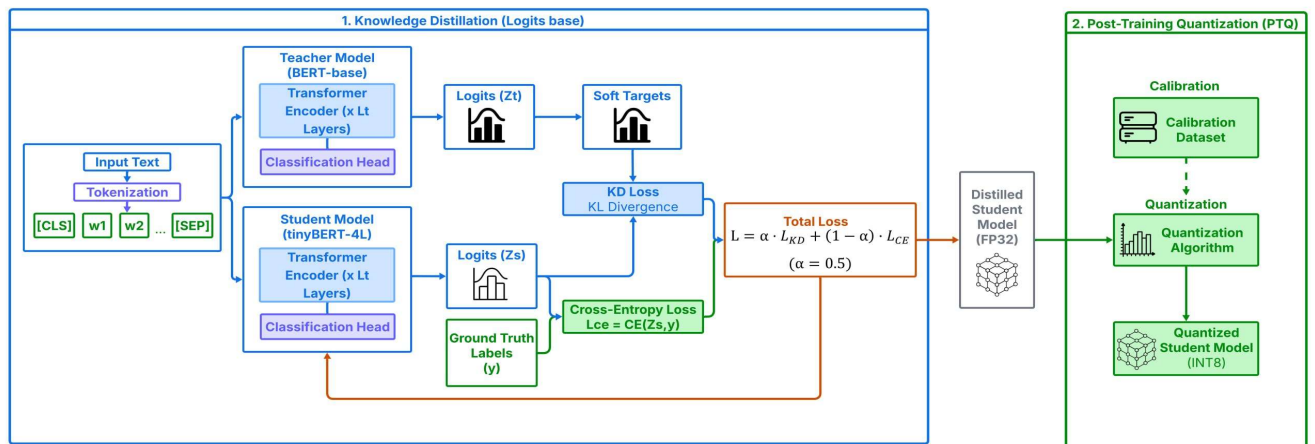 1. Knowledge Distillation (Logits base)
Teacher Model
(BERT-base)
Transformer
Encoder (x Lt
Layers)
Classification Head
Logits (Zt)
Soft Targets
Input Text
Tokenization
[CLS] w1 w2 ... [SEP]
KD Loss
KL Divergence
Student Model
(tinyBERT-4L)
Transformer
Encoder (x Lt
Layers)
Classification Head
Logits (Zs)
Ground Truth
Labels
(y)
Cross-Entropy Loss
Lce = CE(Zs,y)
Total Loss
L = α · L_KD + (1 − α) · L_CE
(α = 0.5)
Distilled
Student
Model
(FP32)
2. Post-Training Quantization (PTQ)
Calibration
Calibration
Dataset
Quantization
Quantization
Algorithm
Quantized
Student Model
(INT8)